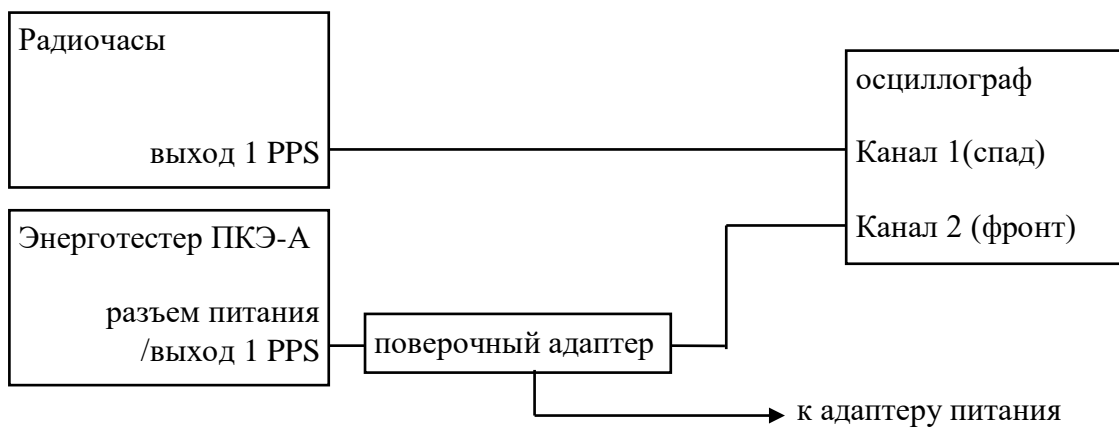 Радиочасы
выход 1 PPS
осциллограф
Канал 1(спад)
Канал 2 (фронт)
Энерготестер ПКЭ-А
разъем питания
/выход 1 PPS
поверочный адаптер
к адаптеру питания